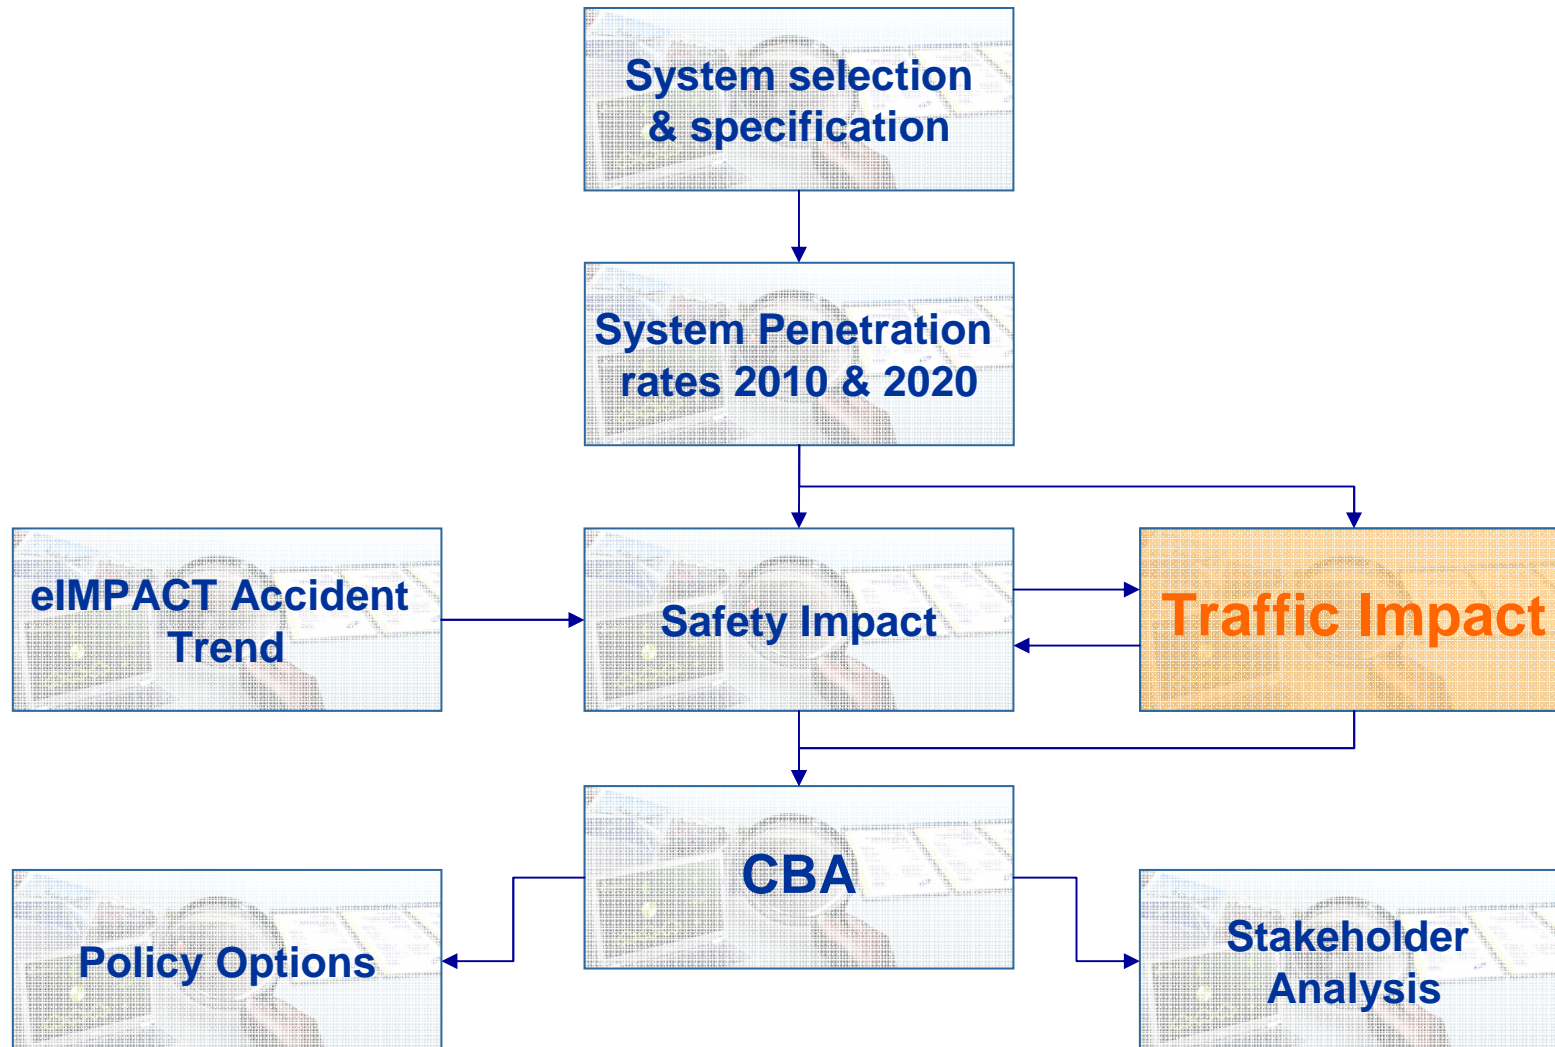 System selection
& specification
System Penetration
rates 2010 & 2020
eIMPACT Accident
Trend
Safety Impact
Traffic Impact
CBA
Policy Options
Stakeholder
Analysis